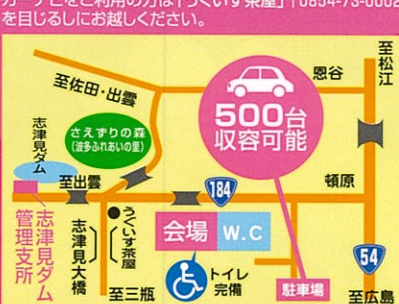 カーナビをご利用の方は「うぐいす茶屋」「0854-73-0002
を目じるしにお越しください。
至松江
恩谷
至佐田・出雲
500台
収容可能
さえずりの森
(波多ふれあいの里)
志津見ダム
至出雲
184
頓原
志津見ダム
管理支所
うぐいす茶屋
志津見大橋
会場
W.C
54
トイレ
完備
駐車場
至三瓶
至広島